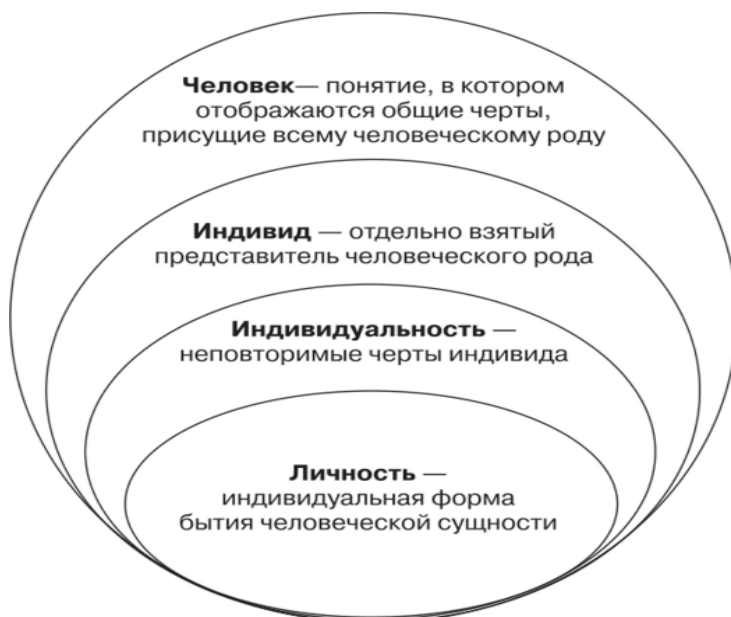 Человек— понятие, в котором
отображаются общие черты,
присущие всему человеческому роду
Индивид — отдельно взятый
представитель человеческого рода
Индивидуальность —
неповторимые черты индивида
Личность —
индивидуальная форма
бытия человеческой сущности